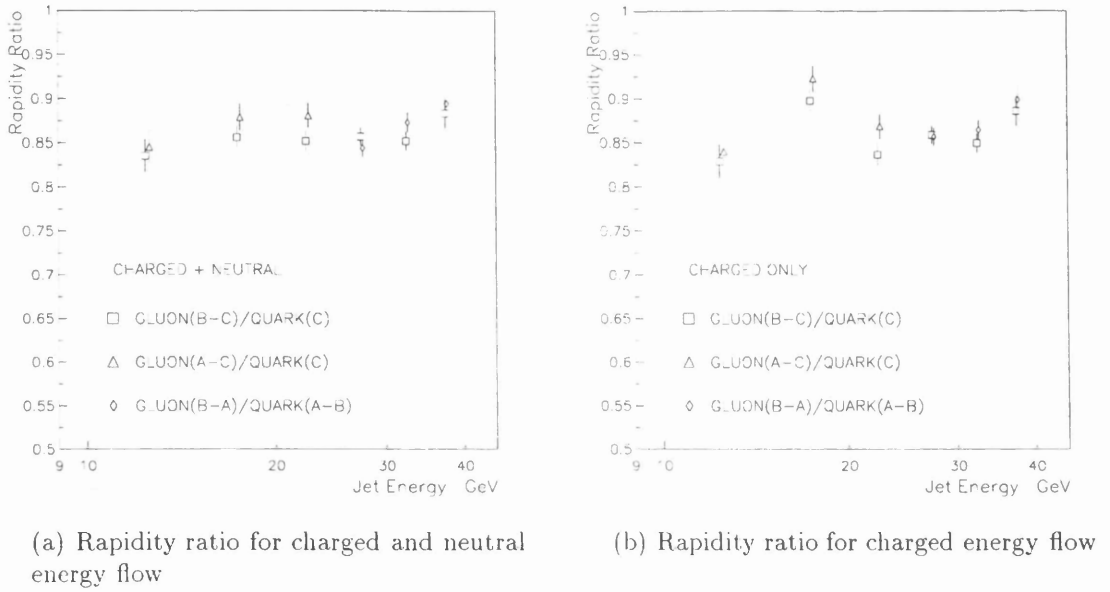 Rapidity Ratio
1
0.95
0.9
0.85
0.8
0.75
0.7
0.65
0.6
0.55
0.5
CHARGED + NEUTRAL
GLUON(B-C)/QUARK(C)
GLUON(A-C)/QUARK(C)
GLUON(B-A)/QUARK(A-B)
9 10 20 30 40
Jet Energy GeV
(a) Rapidity ratio for charged and neutral
energy flow
Rapidity Ratio
1
0.95
0.9
0.85
0.8
0.75
0.7
0.65
0.6
0.55
0.5
CHARGED ONLY
GLUON(B-C)/QUARK(C)
GLUON(A-C)/QUARK(C)
GLUON(B-A)/QUARK(A-B)
9 10 20 30 40
Jet Energy GeV
(b) Rapidity ratio for charged energy flow